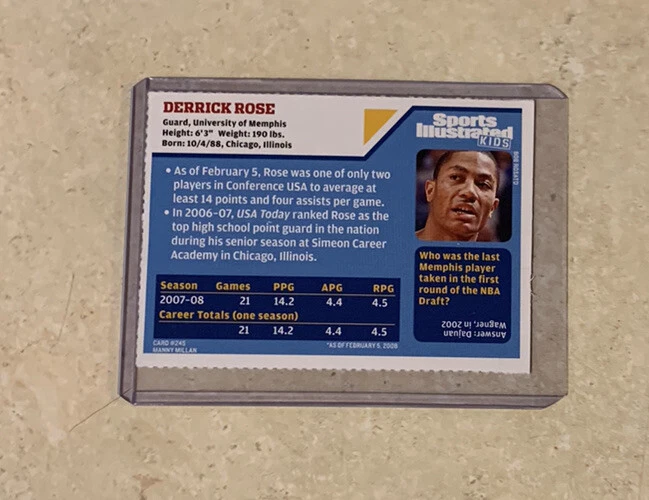 DERRICK ROSE
Guard, University of Memphis
Height: 6'3" Weight: 190 lbs.
Born: 10/4/88, Chicago, Illinois
Sports
Illustrated
KIDS
BOB ROSATO
• As of February 5, Rose was one of only two
players in Conference USA to average at
least 14 points and four assists per game.
• In 2006-07, USA Today ranked Rose as the
top high school point guard in the nation
during his senior season at Simeon Career
Academy in Chicago, Illinois.
Season Games PPG APG RPG
2007-08 21 14.2 4.4 4.5
Career Totals (one season)
21 14.2 4.4 4.5
CARD #245
MANNY MILLAN
*AS OF FEBRUARY 5, 2008
Who was the last
Memphis player
taken in the first
round of the NBA
Draft?
Answer: Dajuan
Wagner, in 2002